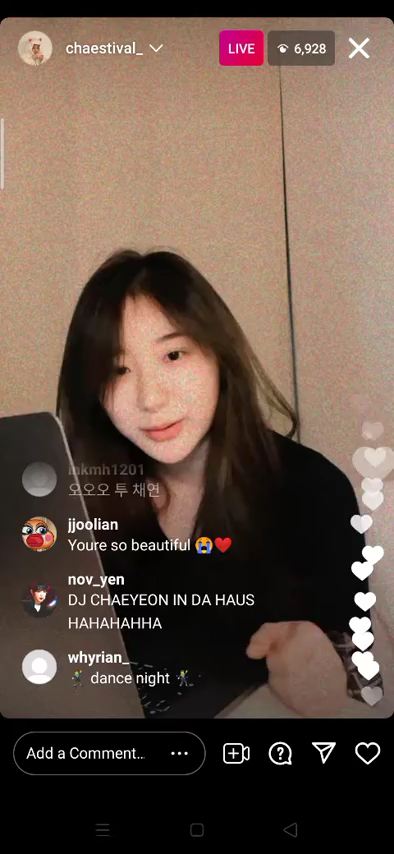 chaestival_
LIVE
6,928
inkmh1201
오오오 투 채연
jjoolian
Youre so beautiful 😭❤️
nov_yen
DJ CHAEYEON IN DA HAUS
HAHAHAHHA
whyrian_
🕺 dance night 🕺
Add a Comment...